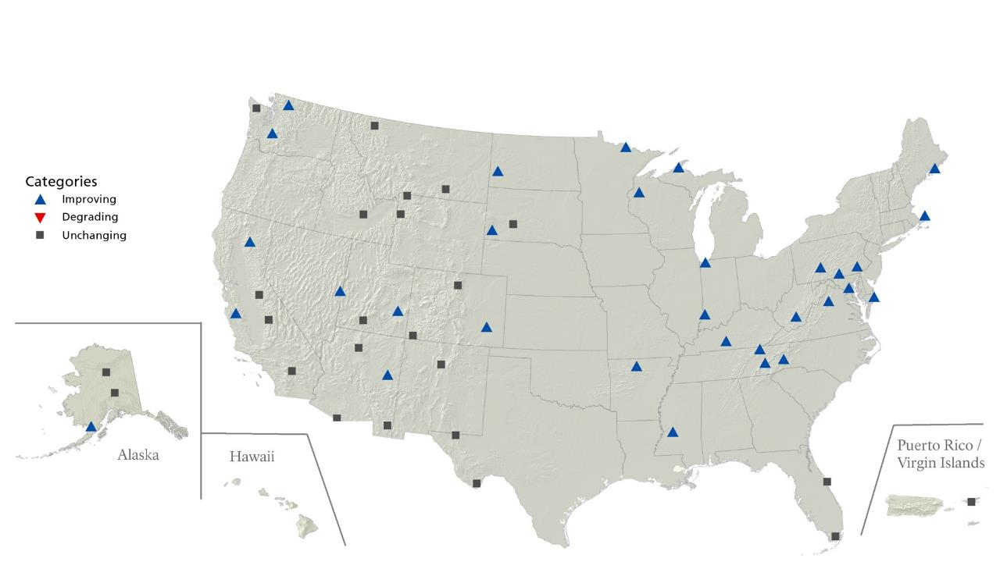 Categories
Improving
Degrading
Unchanging
Alaska
Hawaii
Puerto Rico /
Virgin Islands